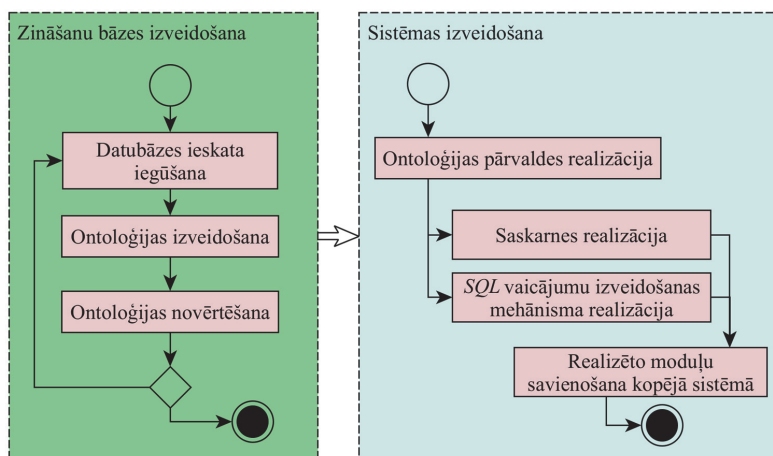 Zināšanu bāzes izveidošana
Datubāzes ieskata
iegūšana
Ontoloģijas izveidošana
Ontoloģijas novērtēšana
Sistēmas izveidošana
Ontoloģijas pārvaldes realizācija
Saskarnes realizācija
SQL vaicājumu izveidošanas
mehānisma realizācija
Realizēto moduļu
savienošana kopējā sistēmā